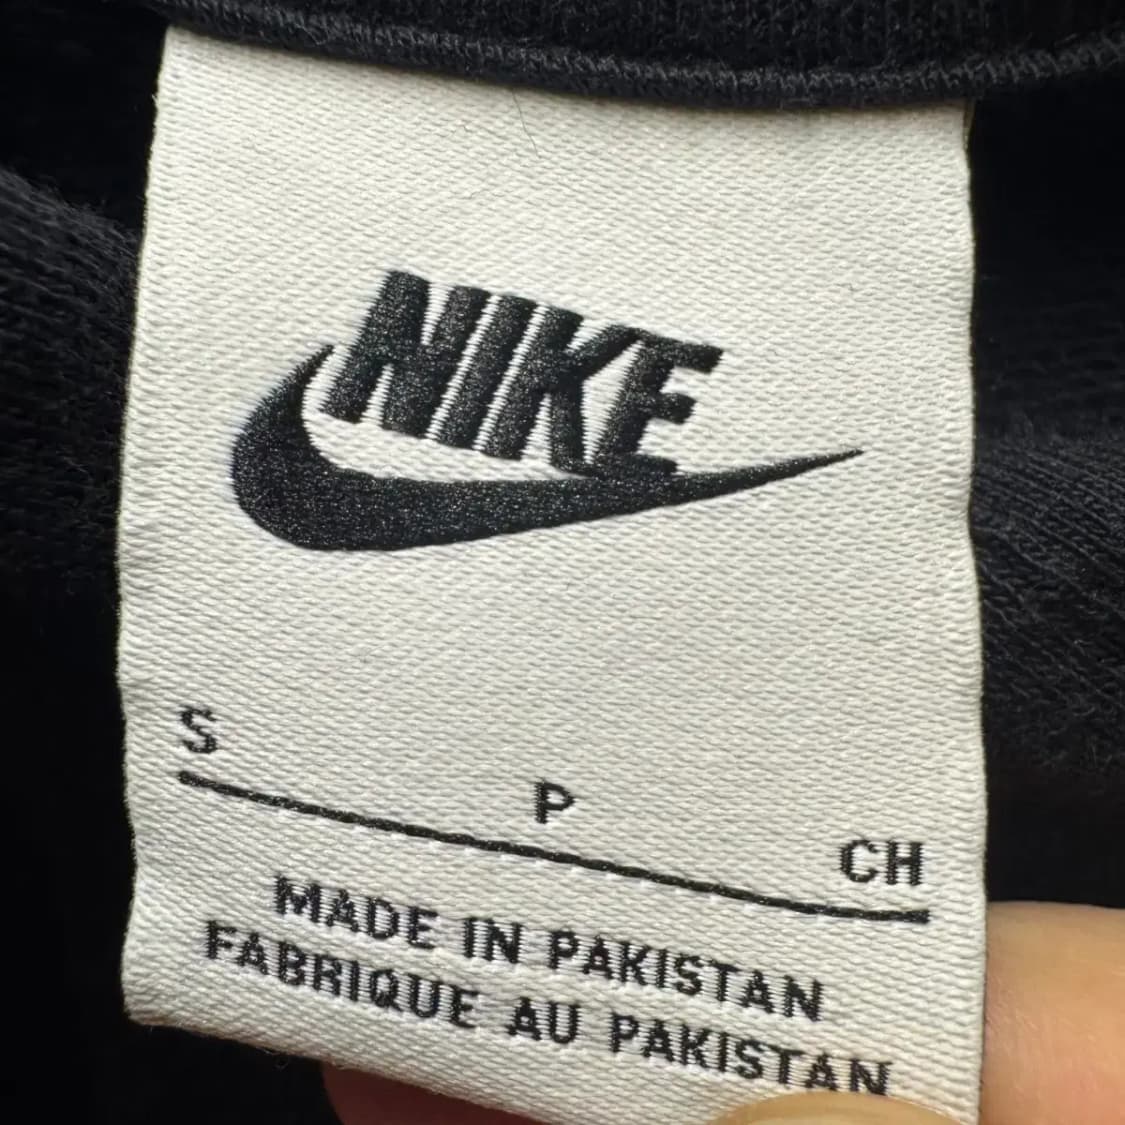 NIKE
S P CH
MADE IN PAKISTAN
FABRIQUE AU PAKISTAN